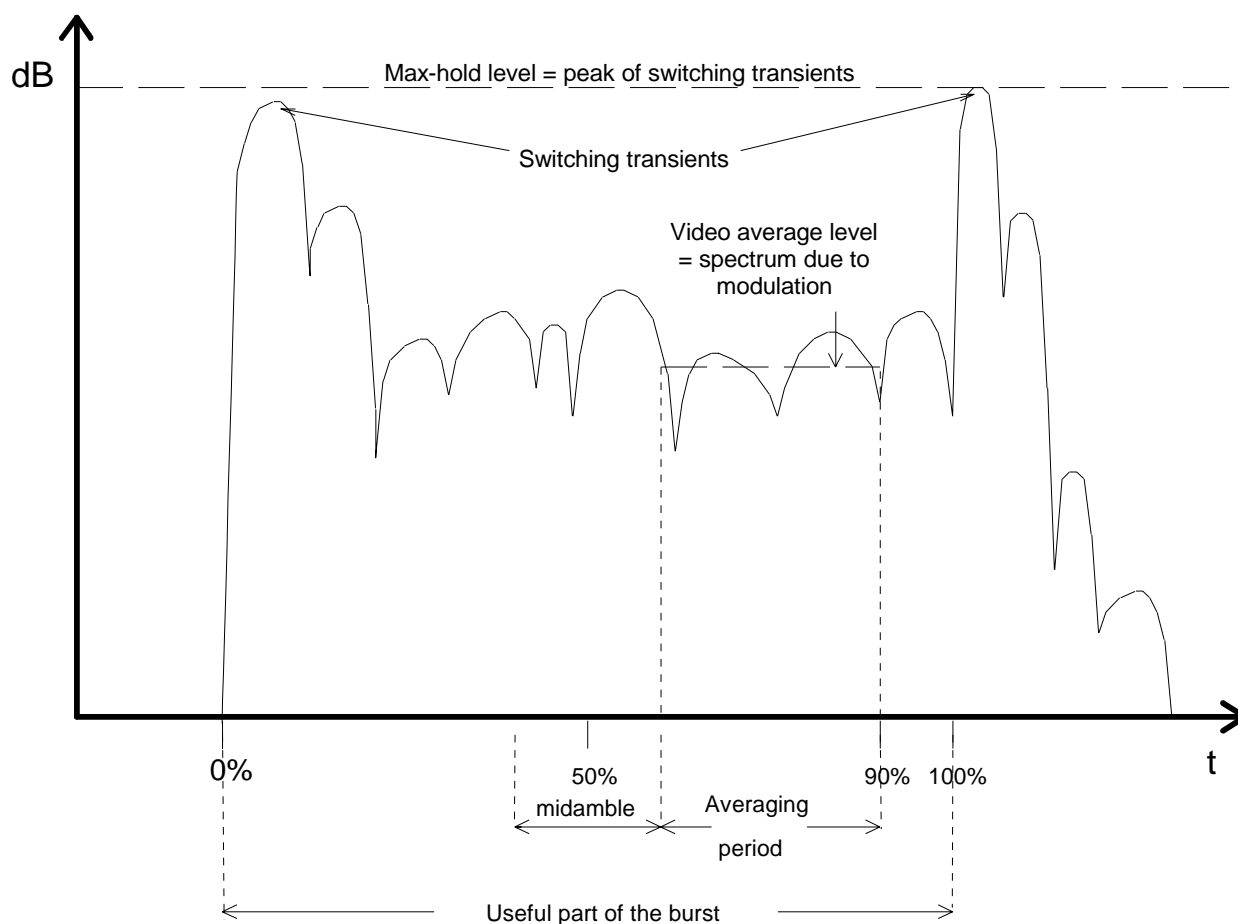 dB
Max-hold level = peak of switching transients
Switching transients
Video average level
= spectrum due to
modulation
0%
50%
90%
100%
t
midamble
Averaging
period
Useful part of the burst